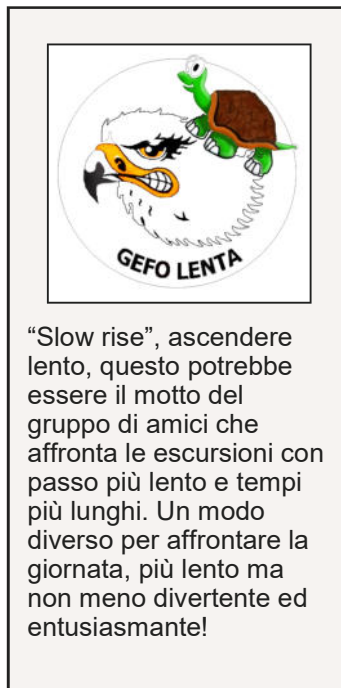 GEFO LENTA
“Slow rise”, ascendere
lento, questo potrebbe
essere il motto del
gruppo di amici che
affronta le escursioni con
passo più lento e tempi
più lunghi. Un modo
diverso per affrontare la
giornata, più lento ma
non meno divertente ed
entusiasmante!